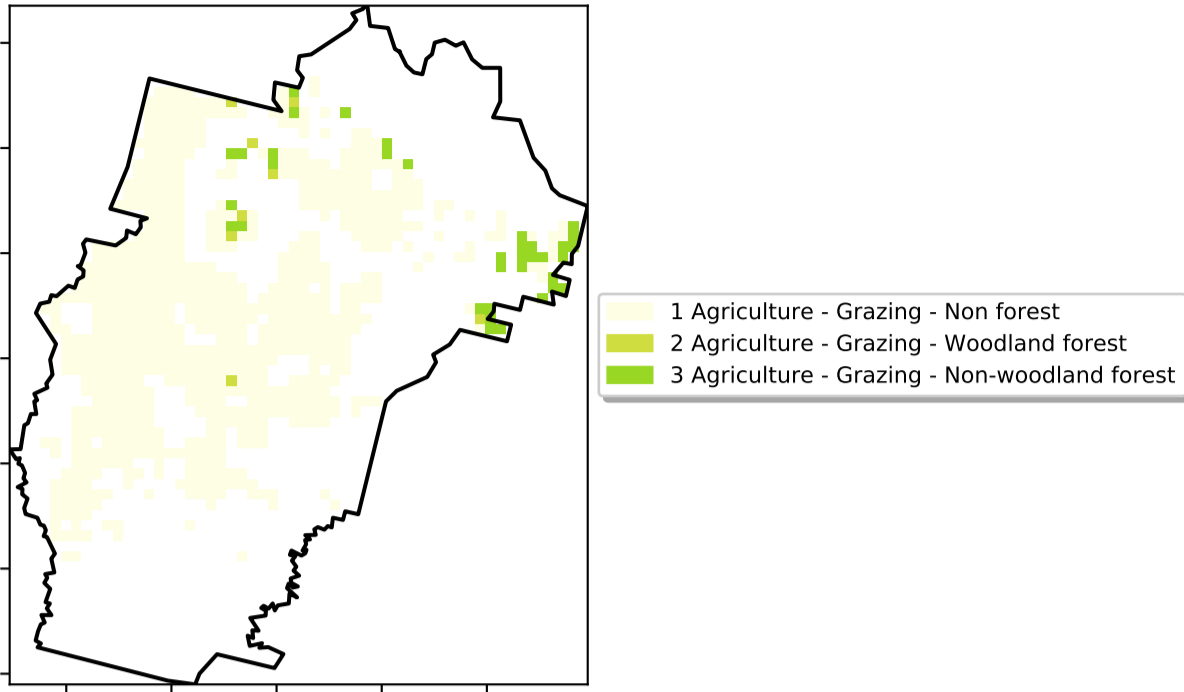 1 Agriculture - Grazing - Non forest
2 Agriculture - Grazing - Woodland forest
3 Agriculture - Grazing - Non-woodland forest